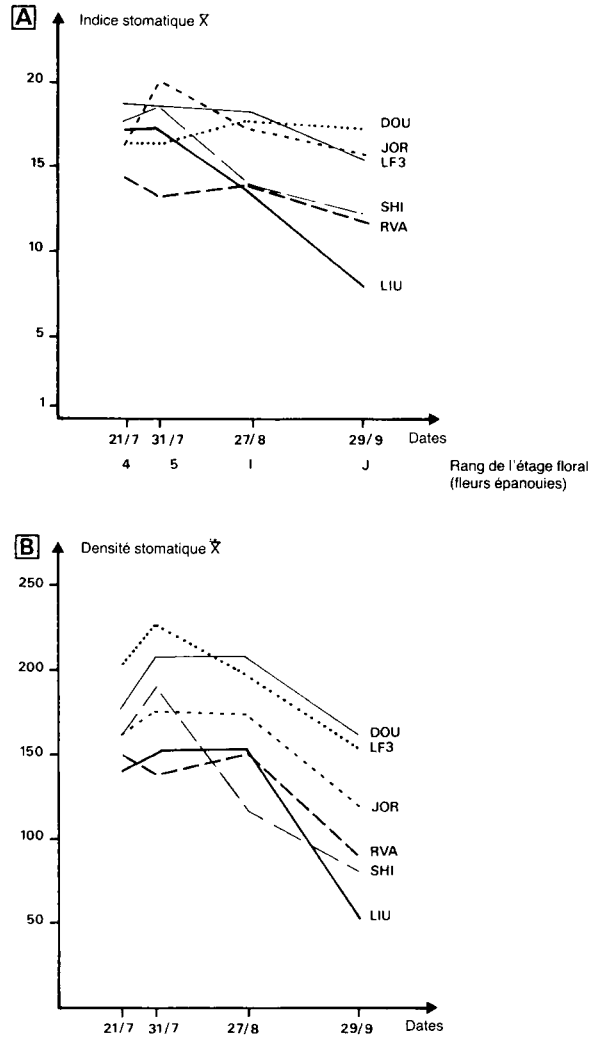 A Indice stomatique X̄
20
DOU
JOR
15
LF3
SHI
RVA
10
LIU
5
1
21/7 31/7 27/8 29/9 Dates
4 5 I J Rang de l'étage floral
(fleurs épanouies)
B Densité stomatique X̄
250
200
DOU
LF3
150
JOR
RVA
100
SHI
LIU
50
21/7 31/7 27/8 29/9 Dates